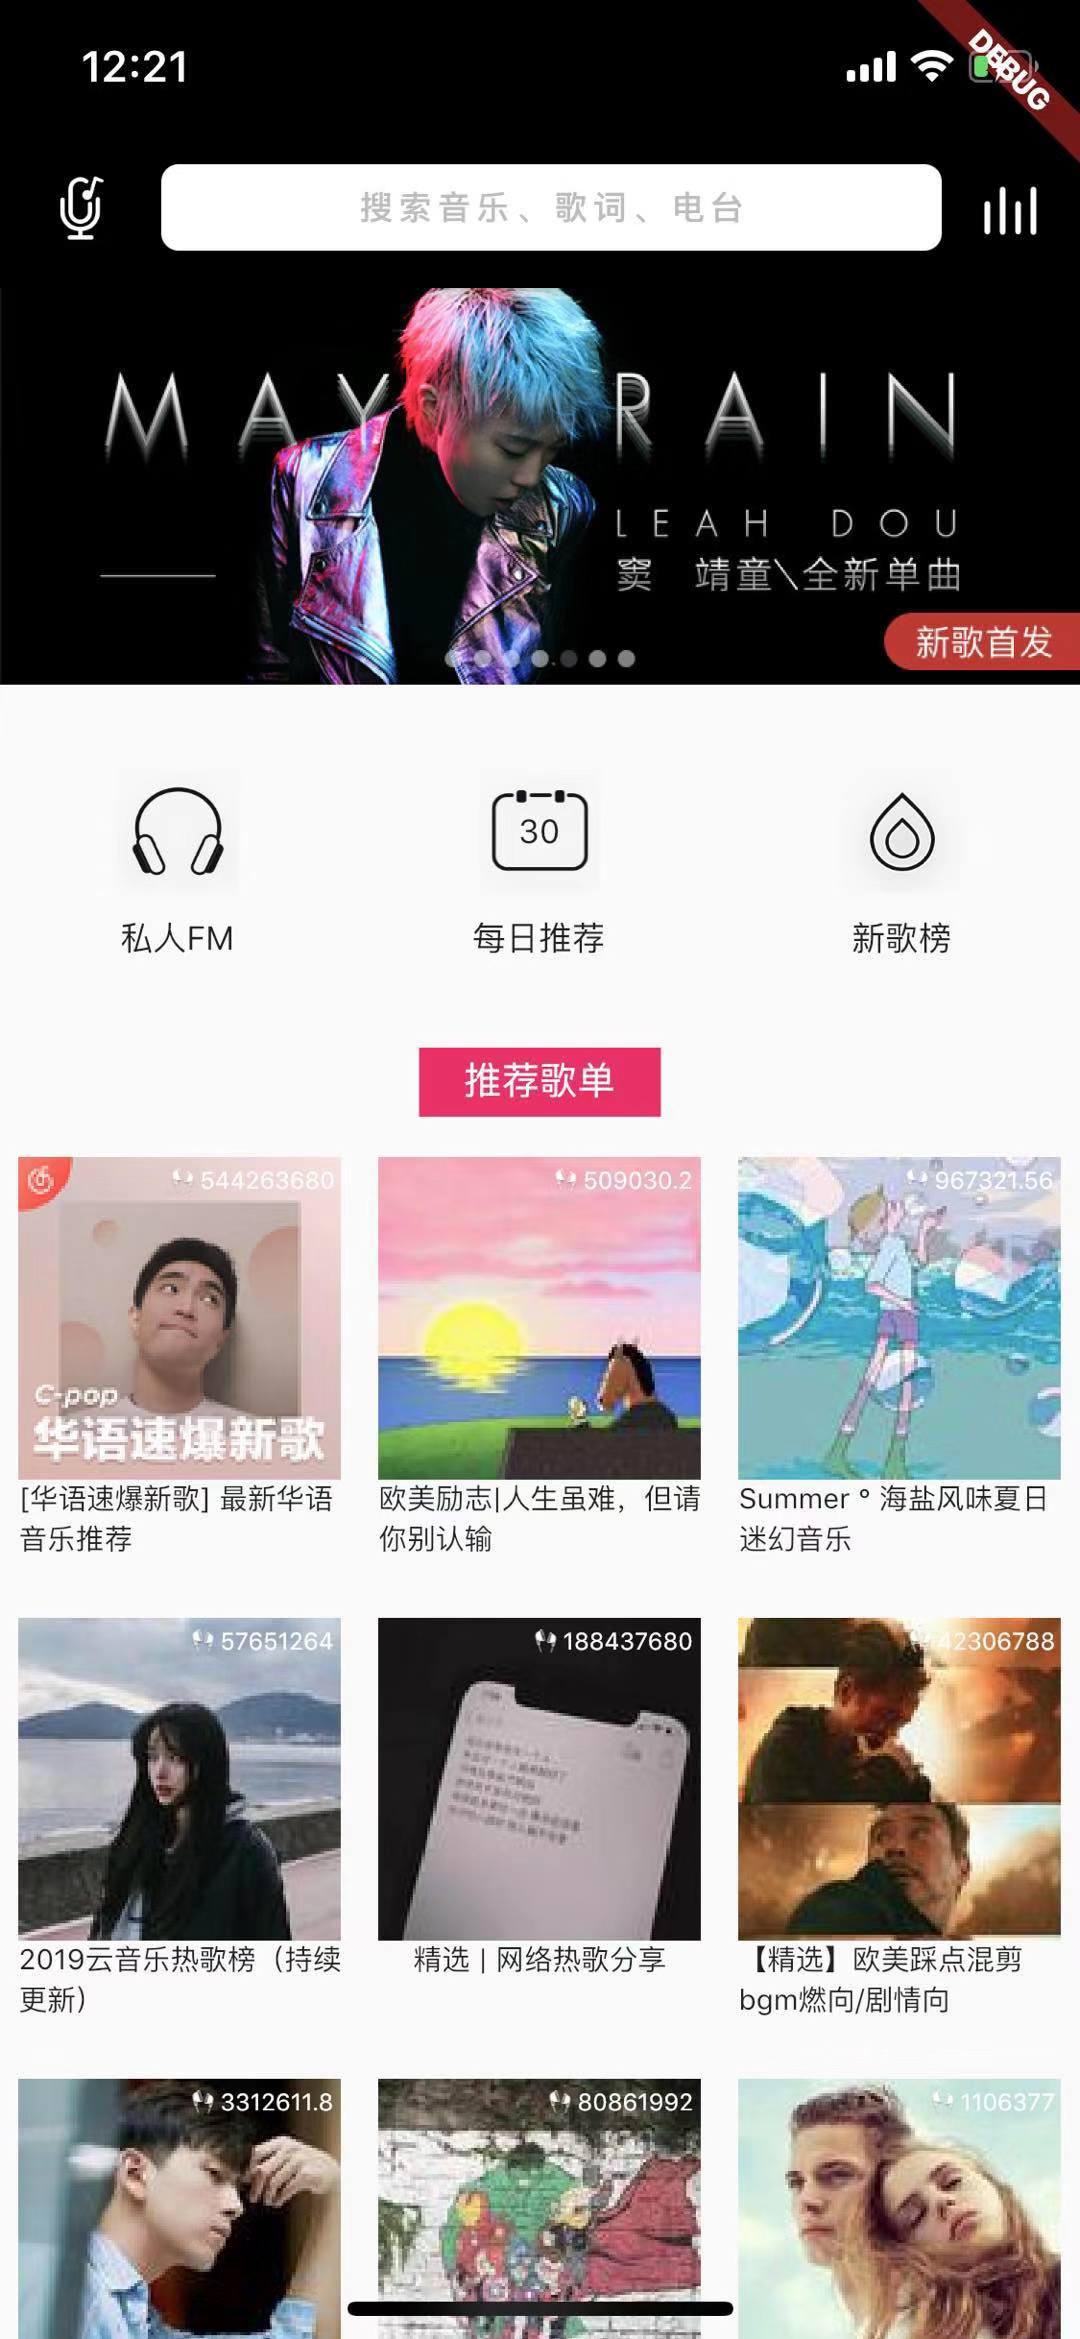 12:21
DEBUG
搜索音乐、歌词、电台
MAY RAIN
LEAH DOU
窦 靖童\全新单曲
新歌首发
30
私人FM
每日推荐
新歌榜
推荐歌单
544263680
509030.2
967321.56
C-pop
华语速爆新歌
[华语速爆新歌] 最新华语
音乐推荐
欧美励志|人生虽难，但请
你别认输
Summer ° 海盐风味夏日
迷幻音乐
57651264
188437680
42306788
2019云音乐热歌榜（持续
更新）
精选 | 网络热歌分享
【精选】欧美踩点混剪
bgm燃向/剧情向
3312611.8
80861992
1106377